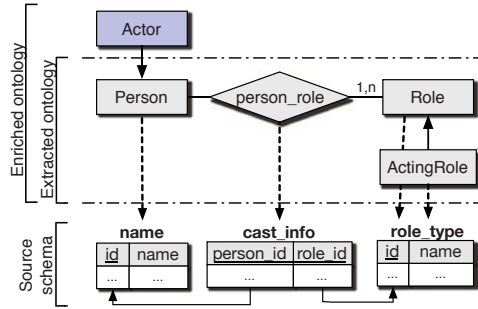 Actor
Enriched ontology
Extracted ontology
Person
person_role
1,n
Role
ActingRole
Source schema
name
cast_info
role_type
id name
person_id role_id
id name
... ...
... ...
... ...